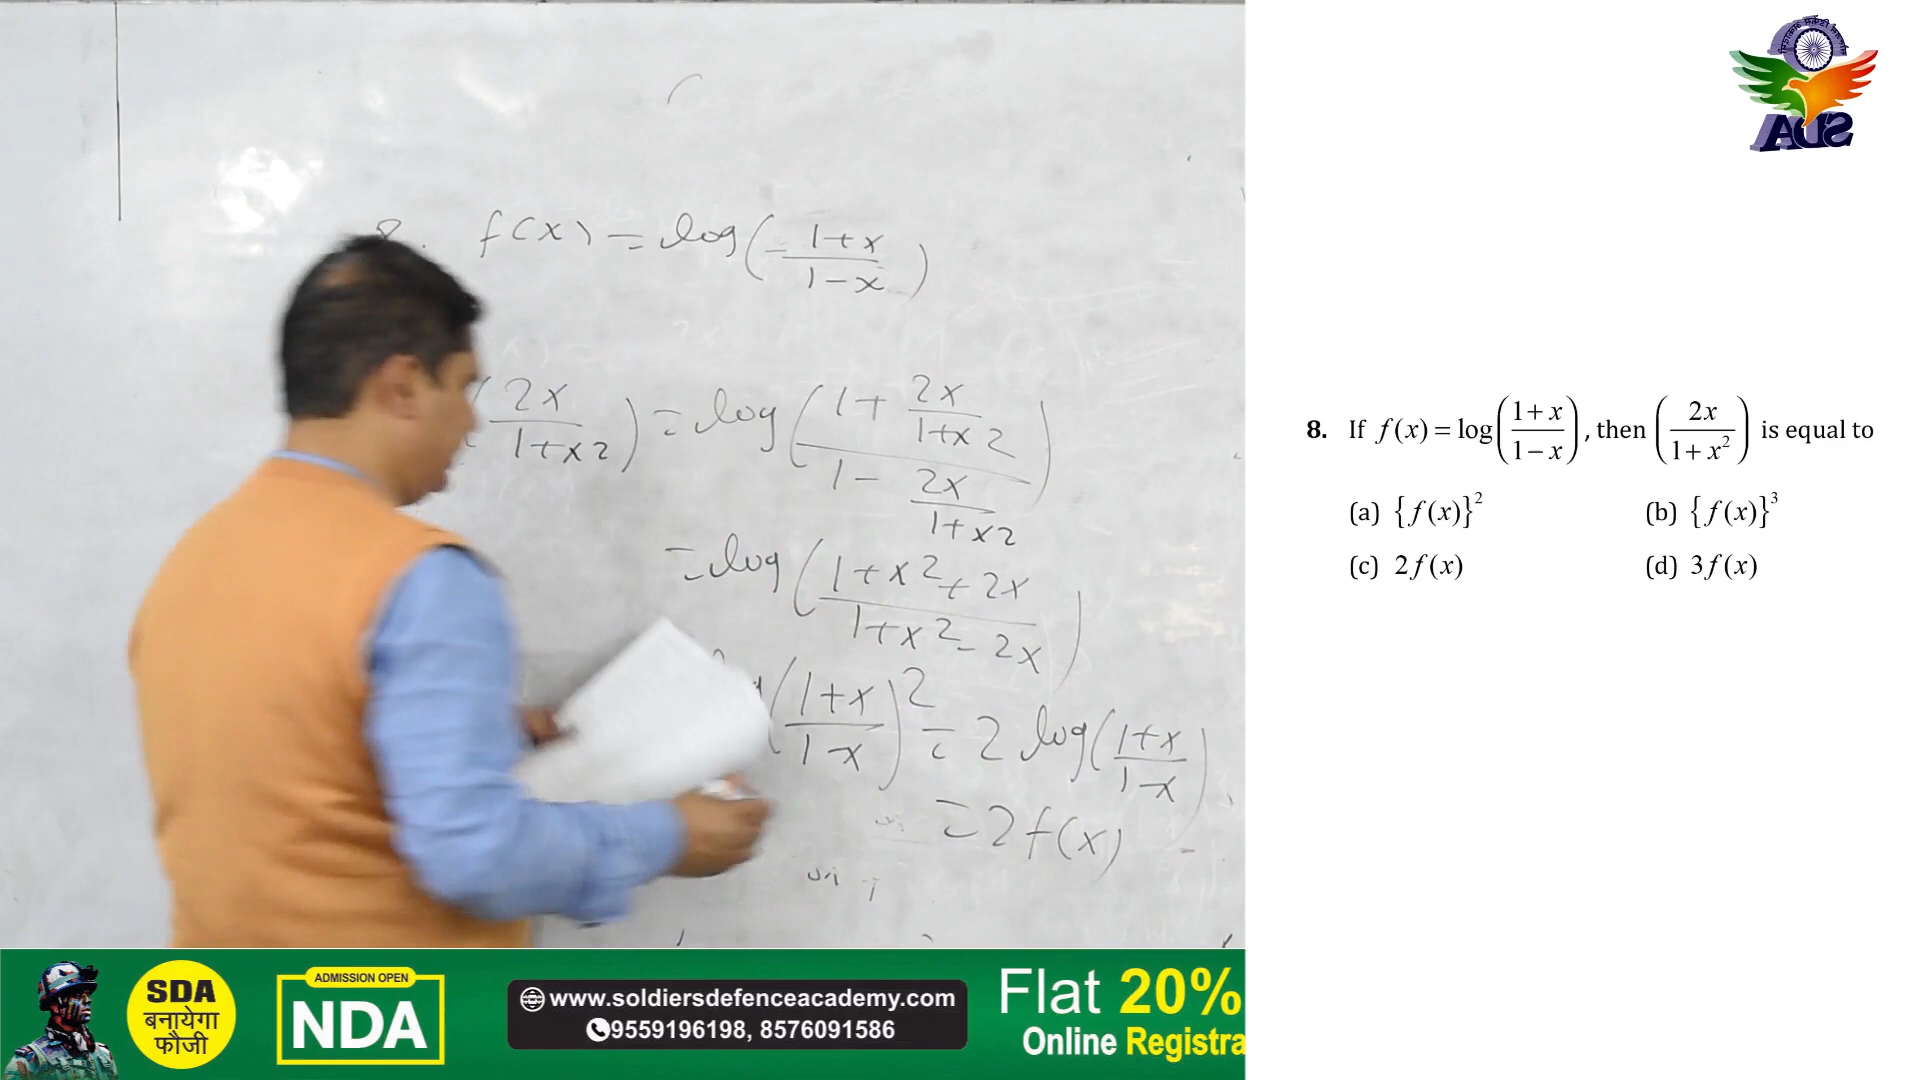 f(x) = log(1+x / 1-x)
(2x / 1+x2) = log(1+ 2x/1+x2 / 1- 2x/1+x2)
= log(1+x2+2x / 1+x2-2x)
(1+x / 1-x)2 = 2 log(1+x / 1-x)
= 2f(x)
SDA
8. If f(x) = log(1+x / 1−x), then (2x / 1+x²) is equal to
(a) {f(x)}² (b) {f(x)}³
(c) 2f(x) (d) 3f(x)
SDA
बनायेगा
फौजी
ADMISSION OPEN
NDA
www.soldiersdefenceacademy.com
9559196198, 8576091586
Flat 20%
Online Registra